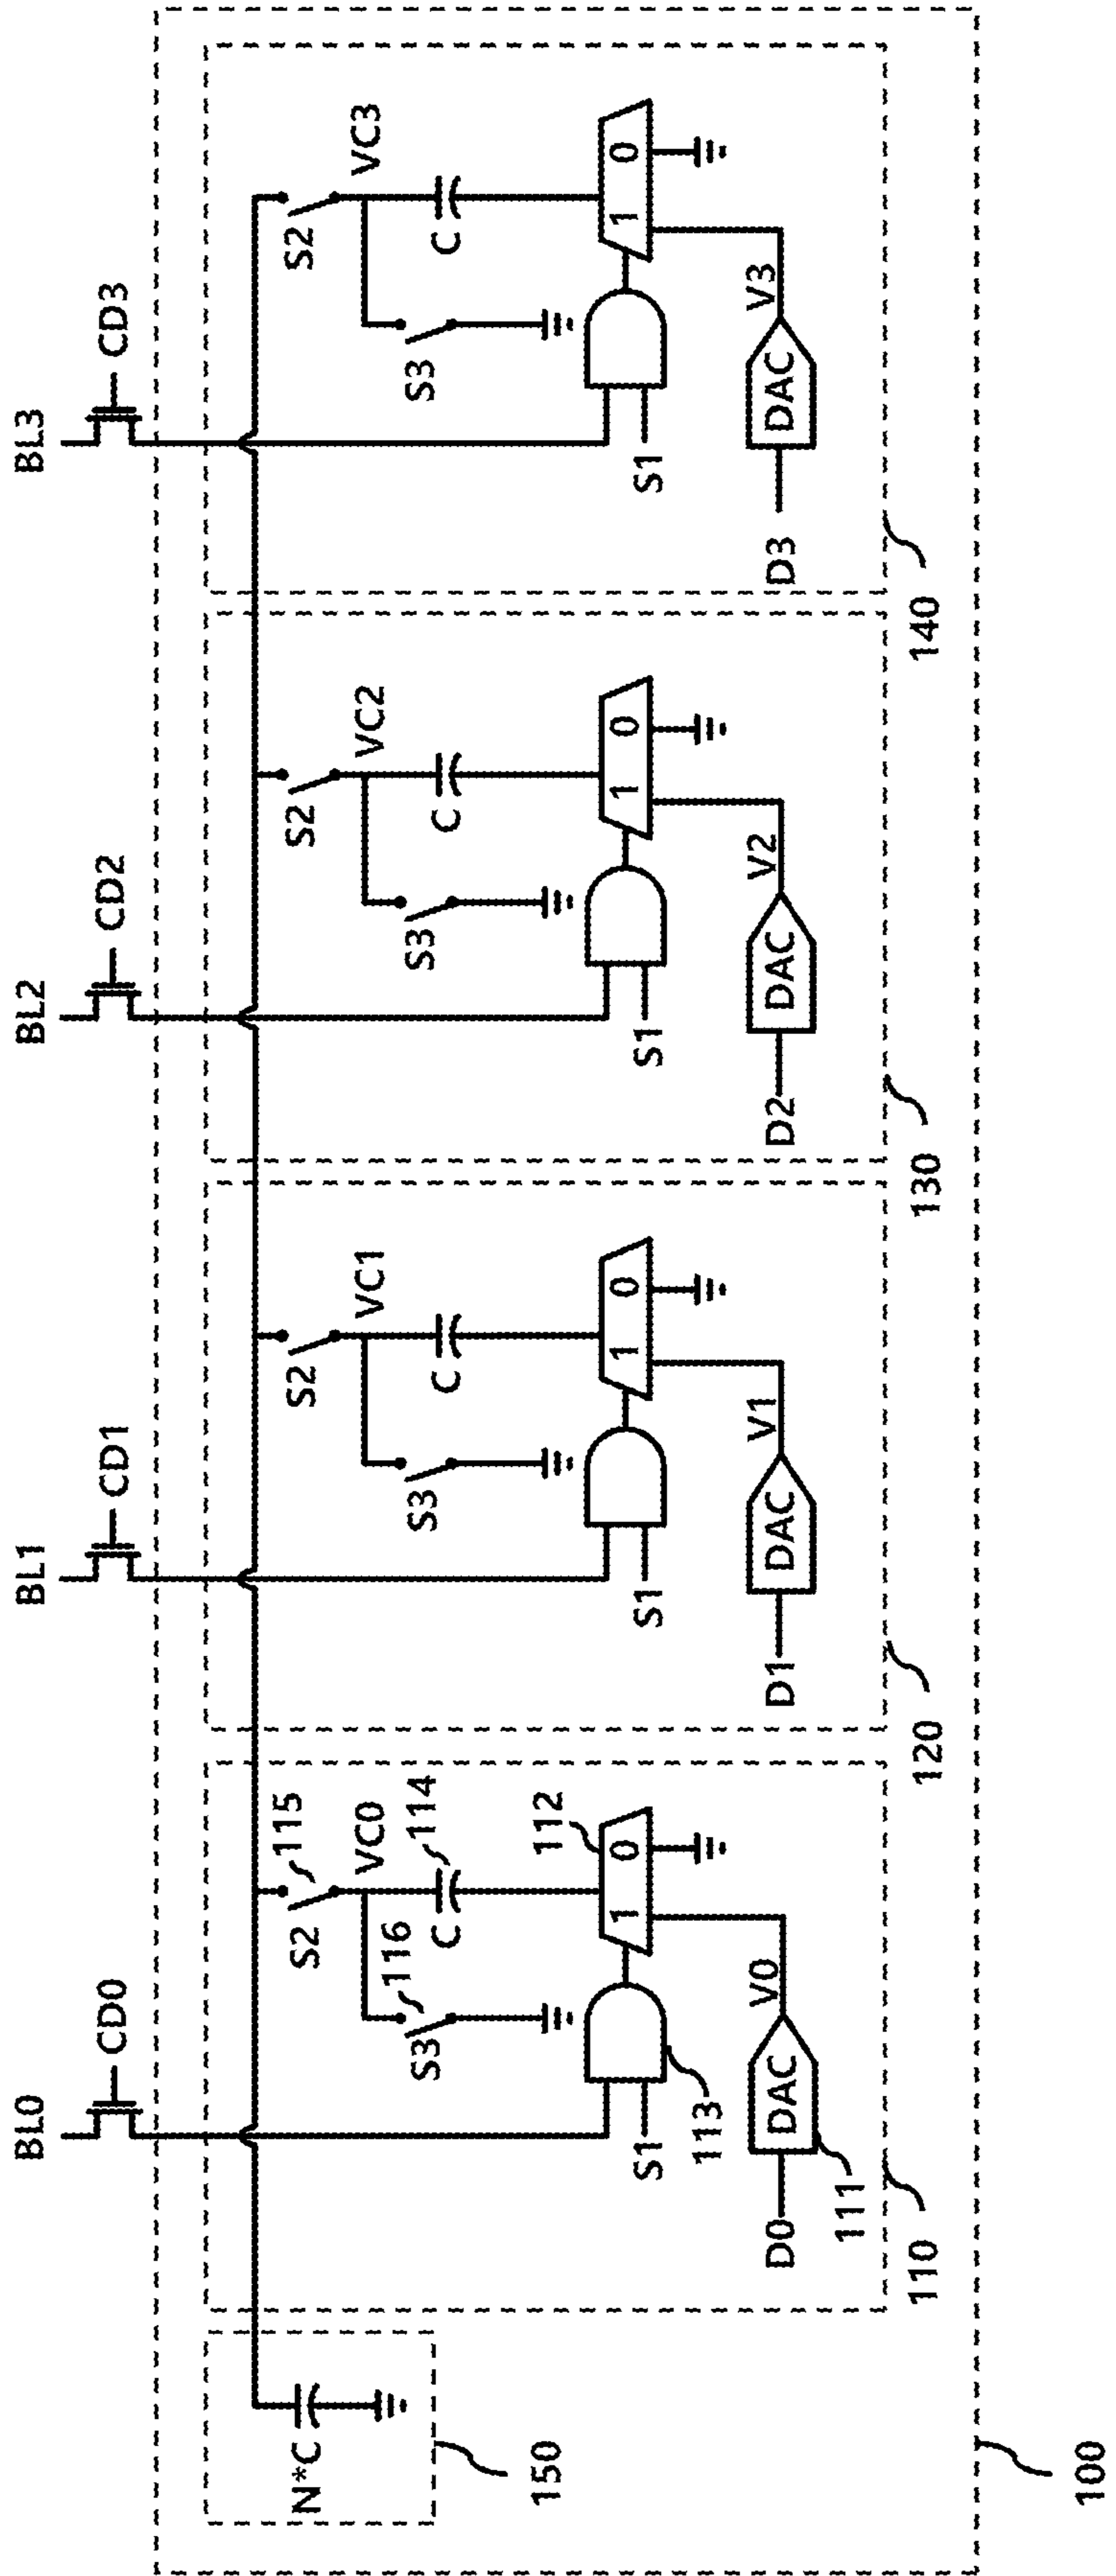 BL0
CD0
BL1
CD1
BL2
CD2
BL3
CD3
N*C
150
S2
115
VC0
S3
116
C
114
S1
113
1
0
112
D0
DAC
V0
111
110
S2
VC1
S3
C
S1
1
0
D1
DAC
V1
120
S2
VC2
S3
C
S1
1
0
D2
DAC
V2
130
S2
VC3
S3
C
S1
1
0
D3
DAC
V3
140
100